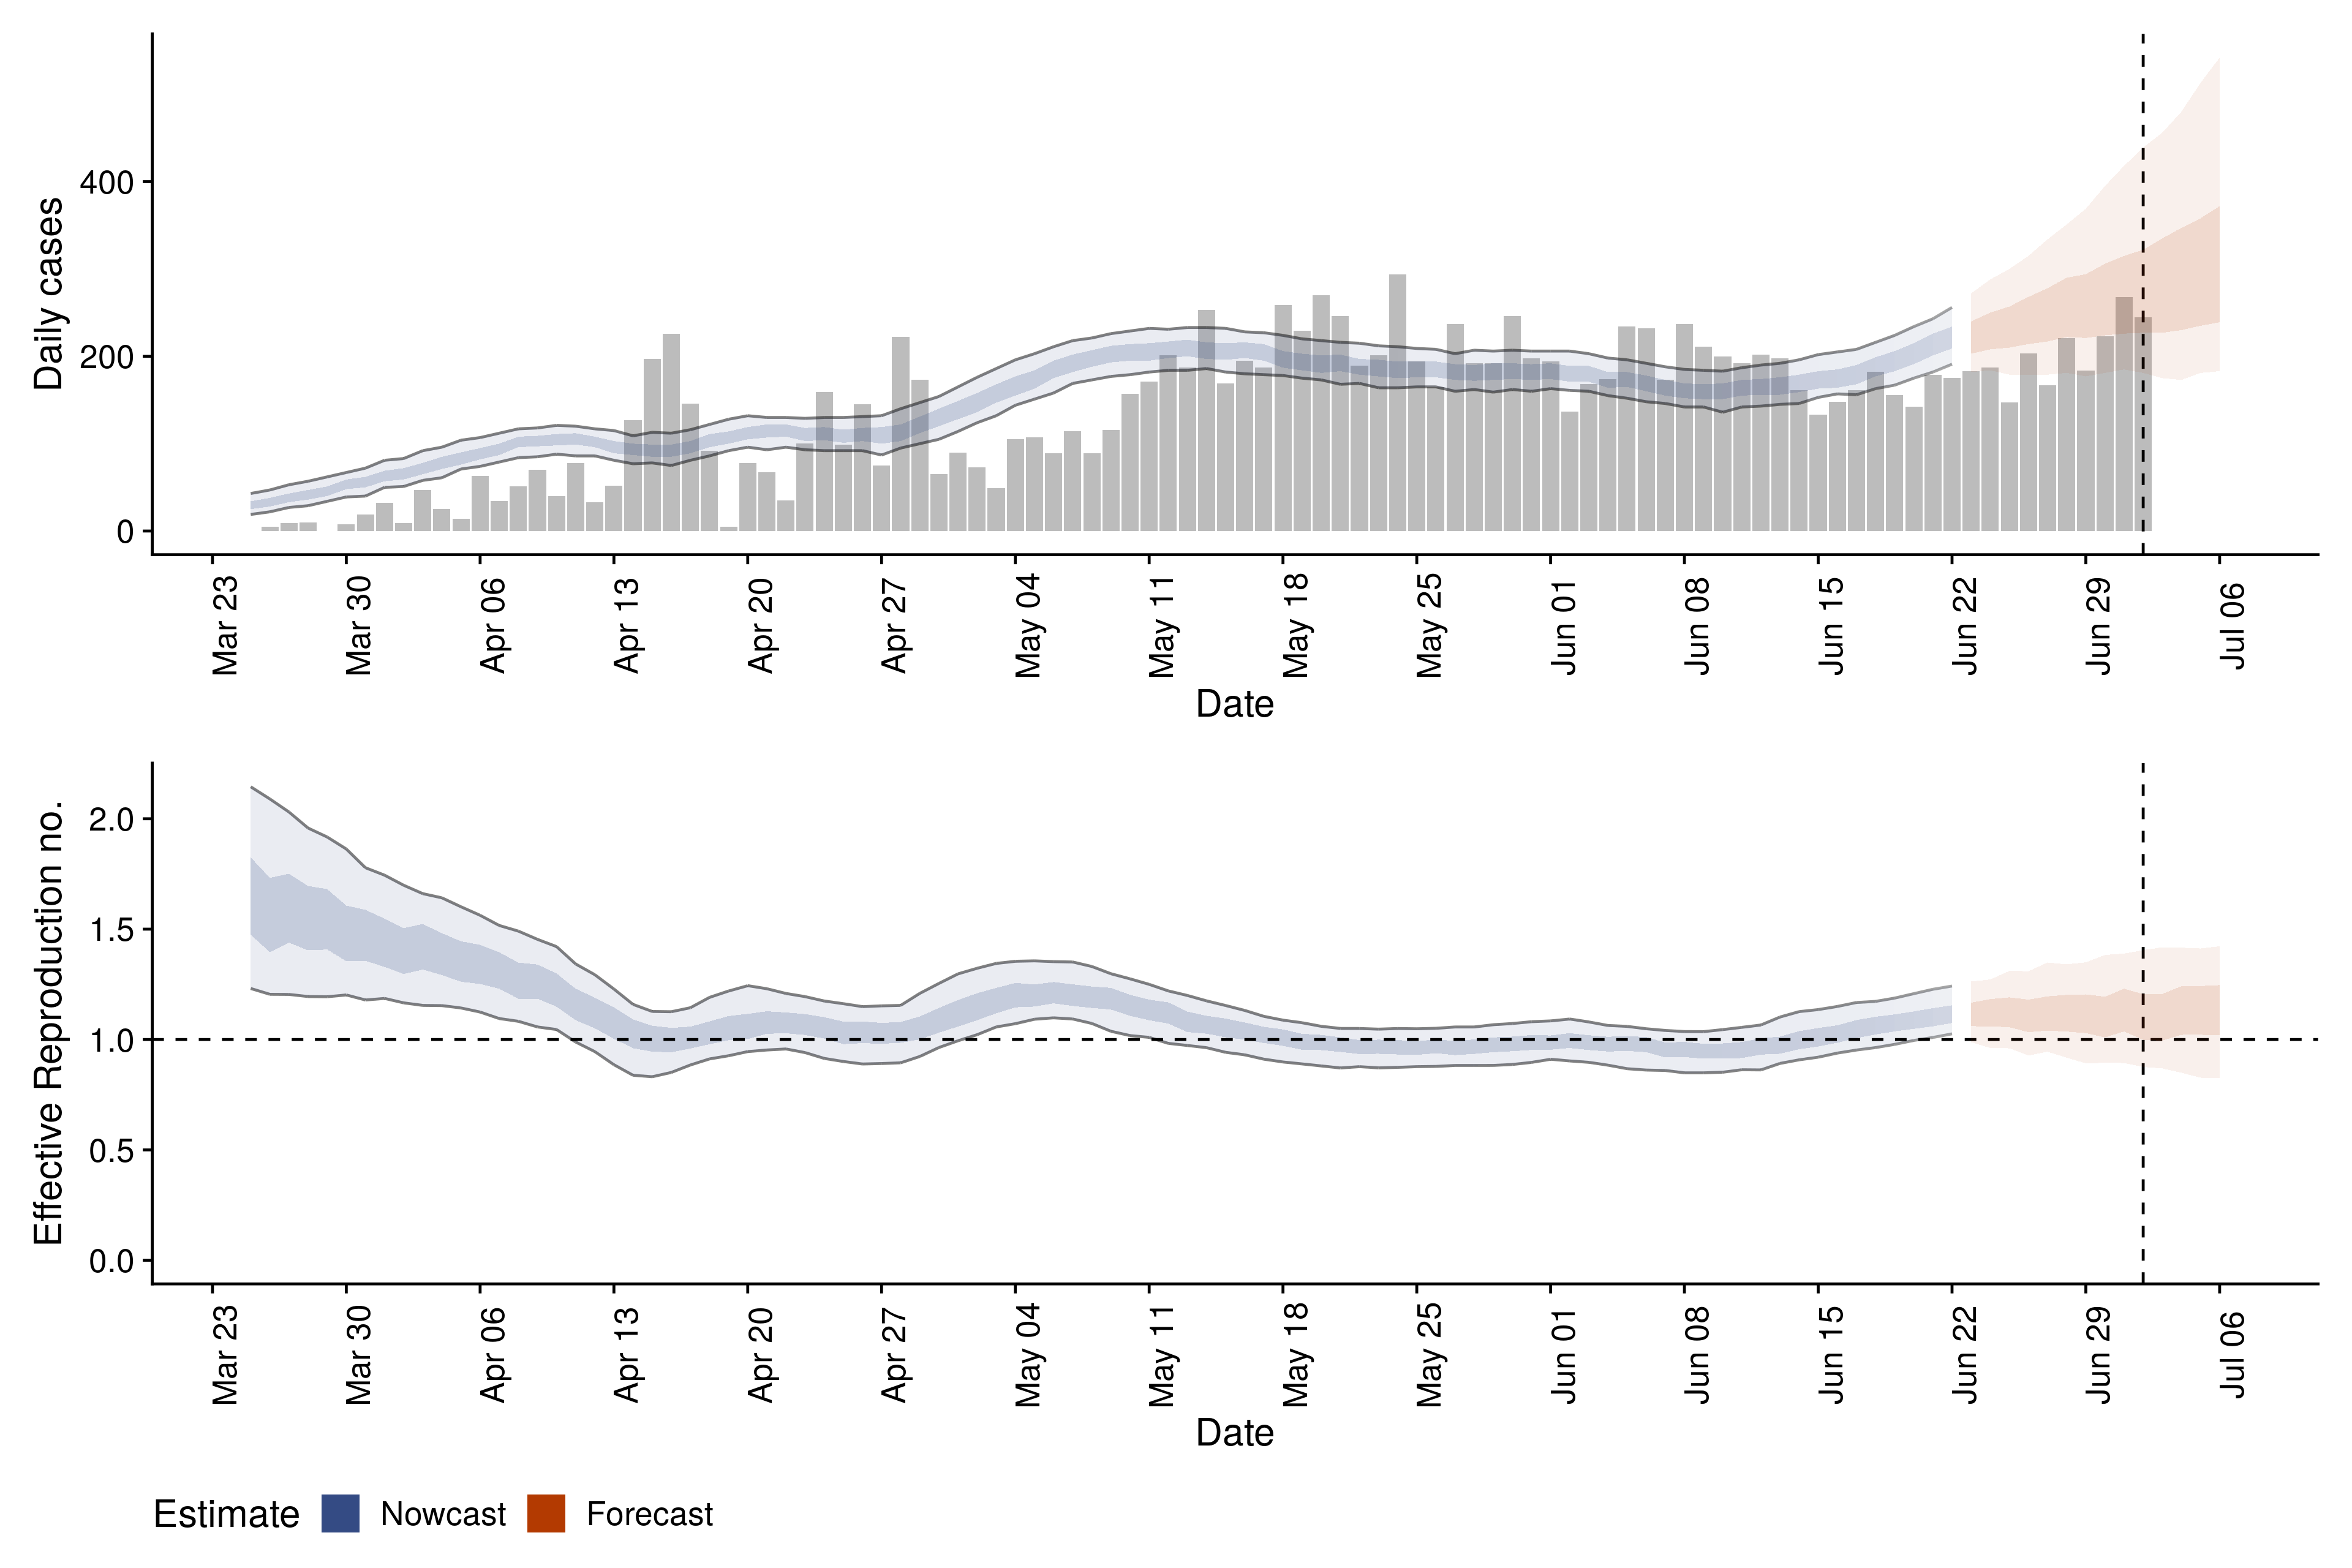 Daily cases
400
200
0
Mar 23 Mar 30 Apr 06 Apr 13 Apr 20 Apr 27 May 04 May 11 May 18 May 25 Jun 01 Jun 08 Jun 15 Jun 22 Jun 29 Jul 06
Date
Effective Reproduction no.
2.0
1.5
1.0
0.5
0.0
Mar 23 Mar 30 Apr 06 Apr 13 Apr 20 Apr 27 May 04 May 11 May 18 May 25 Jun 01 Jun 08 Jun 15 Jun 22 Jun 29 Jul 06
Date
Estimate Nowcast Forecast